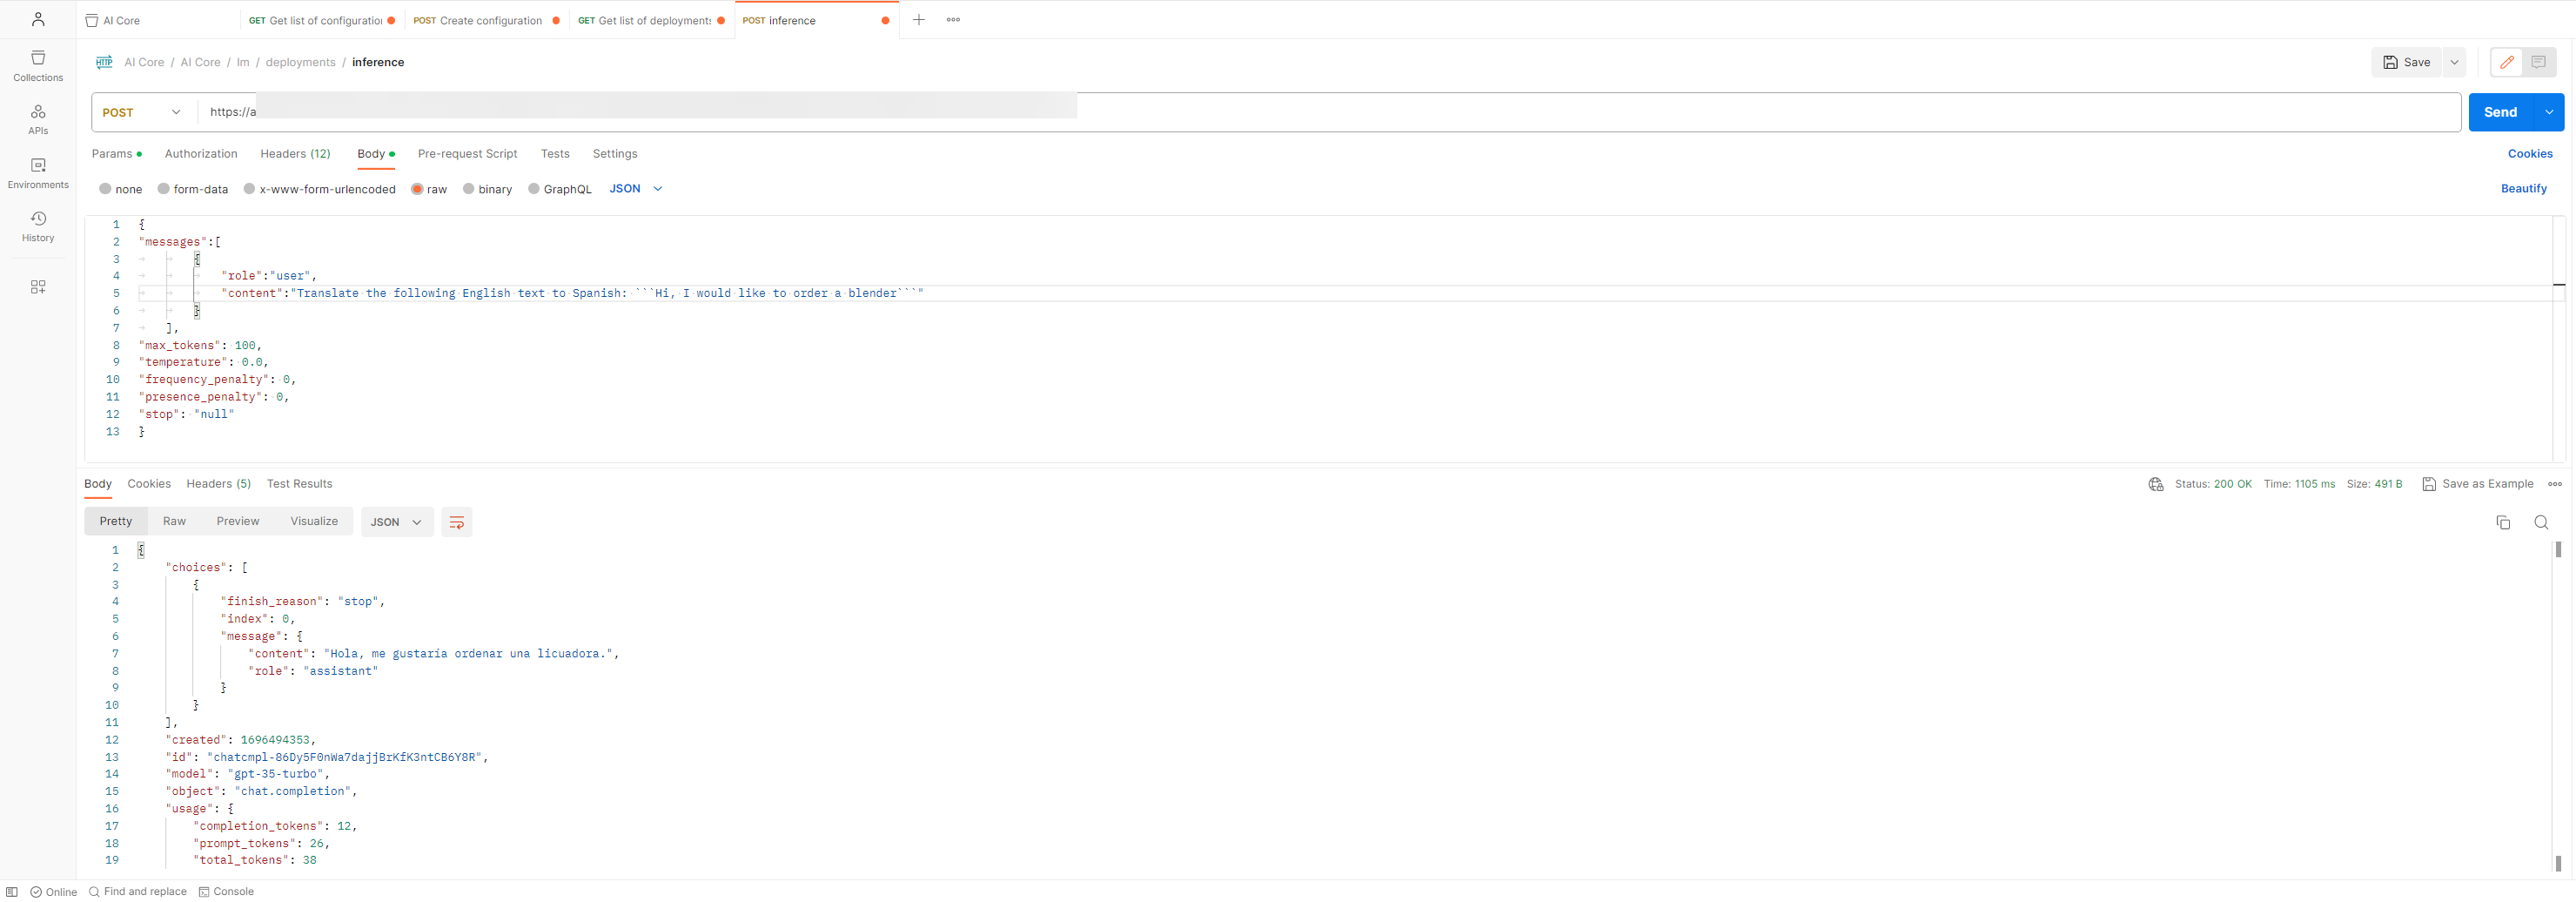 AI Core GET Get list of configuration POST Create configuration GET Get list of deployments POST inference
Collections
APIs
Environments
History
HTTP AI Core / AI Core / lm / deployments / inference Save
POST https://a Send
Params Authorization Headers (12) Body Pre-request Script Tests Settings Cookies
none form-data x-www-form-urlencoded raw binary GraphQL JSON Beautify
1 {
2 "messages":[
3 {
4 "role":"user",
5 "content":"Translate the following English text to Spanish: ```Hi, I would like to order a blender```"
6 }
7 ],
8 "max_tokens": 100,
9 "temperature": 0.0,
10 "frequency_penalty": 0,
11 "presence_penalty": 0,
12 "stop": "null"
13 }
Body Cookies Headers (5) Test Results Status: 200 OK Time: 1105 ms Size: 491 B Save as Example
Pretty Raw Preview Visualize JSON
1 {
2 "choices": [
3 {
4 "finish_reason": "stop",
5 "index": 0,
6 "message": {
7 "content": "Hola, me gustaría ordenar una licuadora.",
8 "role": "assistant"
9 }
10 }
11 ],
12 "created": 1696494353,
13 "id": "chatcmpl-86Dy5F0nWa7dajjBrKfK3ntCB6Y8R",
14 "model": "gpt-35-turbo",
15 "object": "chat.completion",
16 "usage": {
17 "completion_tokens": 12,
18 "prompt_tokens": 26,
19 "total_tokens": 38
Online Find and replace Console